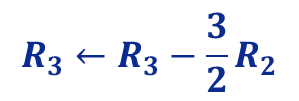 R₃ ← R₃ − 3/2 R₂